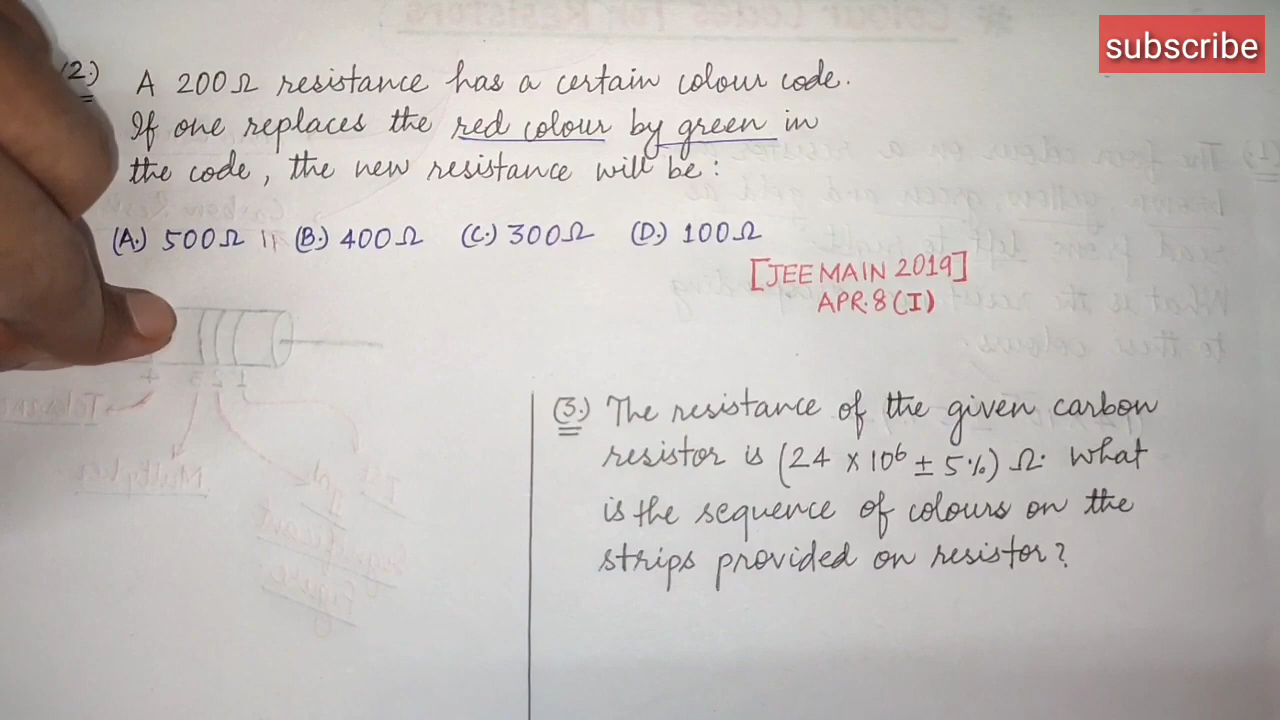 subscribe
(2.) A 200Ω resistance has a certain colour code.
If one replaces the red colour by green in
the code, the new resistance will be:
(A.) 500Ω (B.) 400Ω (C.) 300Ω (D.) 100Ω
[JEE MAIN 2019]
APR. 8 (I)
(3.) The resistance of the given carbon
resistor is (24 × 10⁶ ± 5%) Ω. What
is the sequence of colours on the
strips provided on resistor?